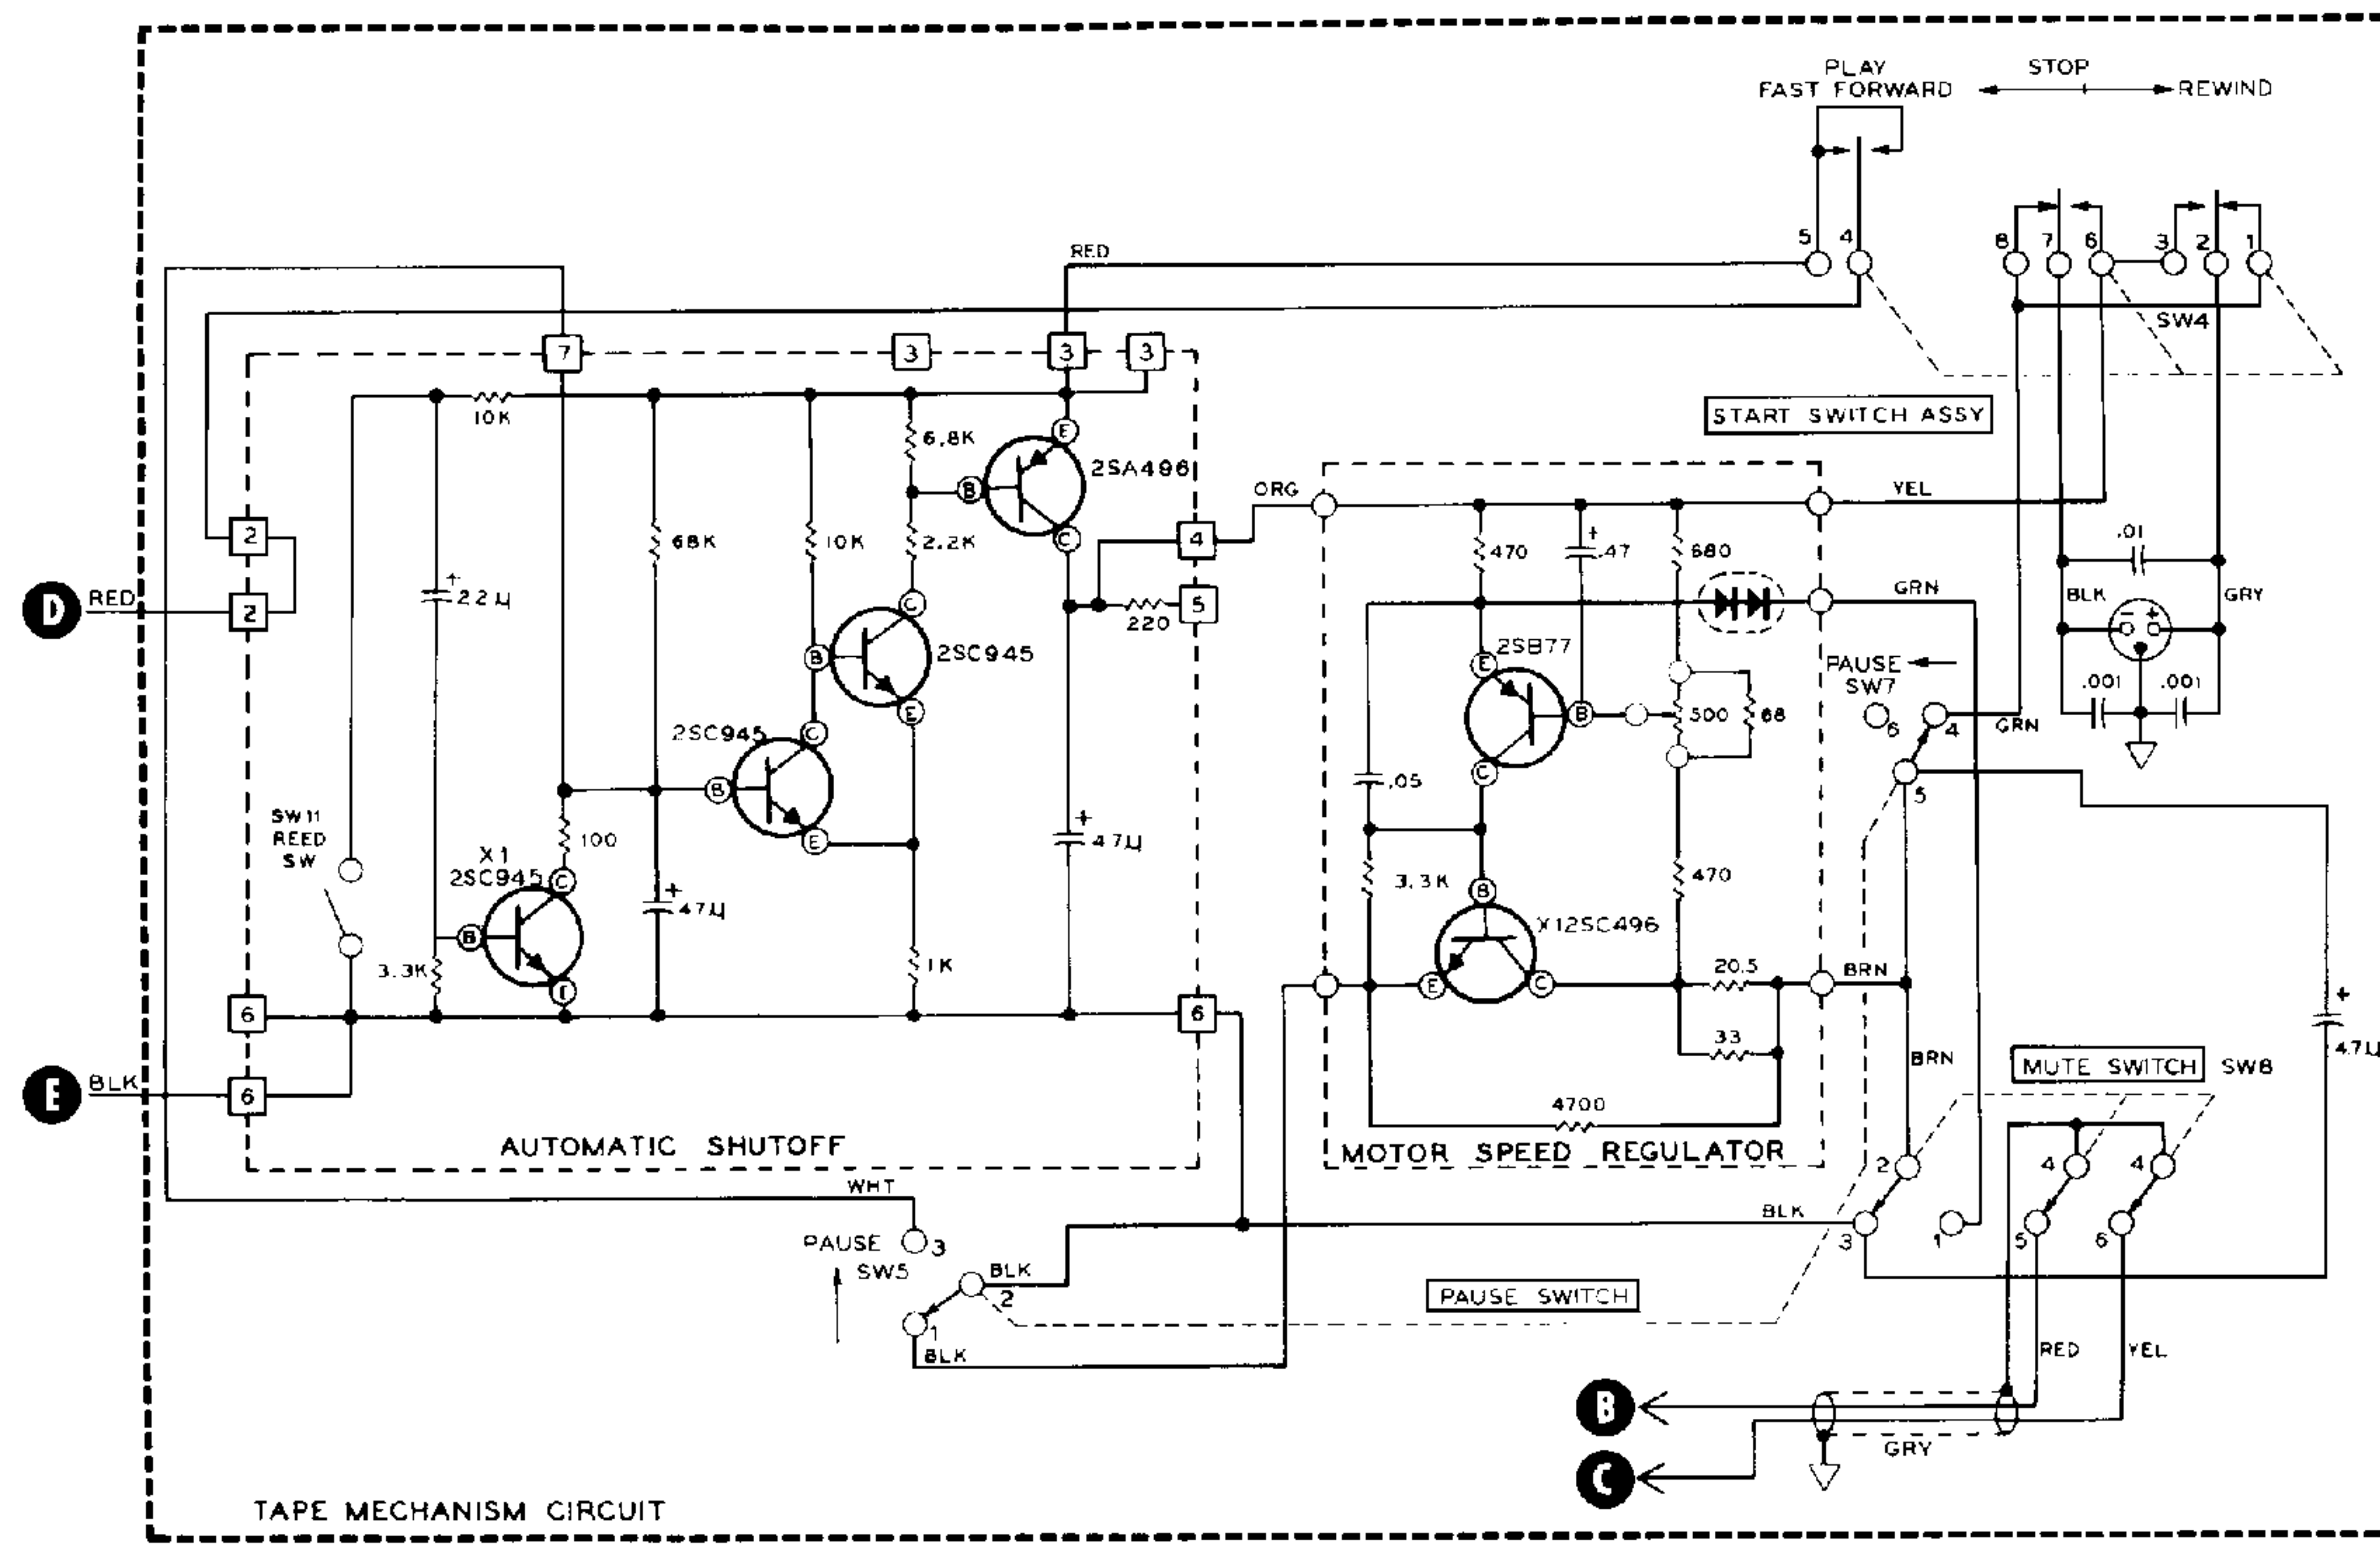 PLAY
FAST FORWARD
STOP
REWIND
5 4
8 7 6 3 2 1
RED
SW4
7 3 3 3
10K
6.8K
2SA496
E
B
C
START SWITCH ASSY
ORG
YEL
2
68K
10K
2.2K
4
470
+
.47
680
.01
D
RED
2
+
22µ
C
220
5
GRN
BLK
GRY
- +
B
2SC945
2SB77
E
PAUSE
SW7
.001 .001
E
2SC945
C
B
500
68
6
4
GRN
B
C
.05
5
SW11
REED
SW
100
E
+
47µ
X1
2SC945
C
+
47µ
3.3K
B
470
X12SC496
B
3.3K
1K
20.5
BRN
E
E
C
+
6
6
33
4.7µ
BRN
MUTE SWITCH SW8
E
BLK
6
4700
AUTOMATIC SHUTOFF
MOTOR SPEED REGULATOR
2
4
4
WHT
BLK
PAUSE
3
SW5
3
1
5
6
BLK
2
PAUSE SWITCH
1
BLK
RED
YEL
B
GRY
C
TAPE MECHANISM CIRCUIT